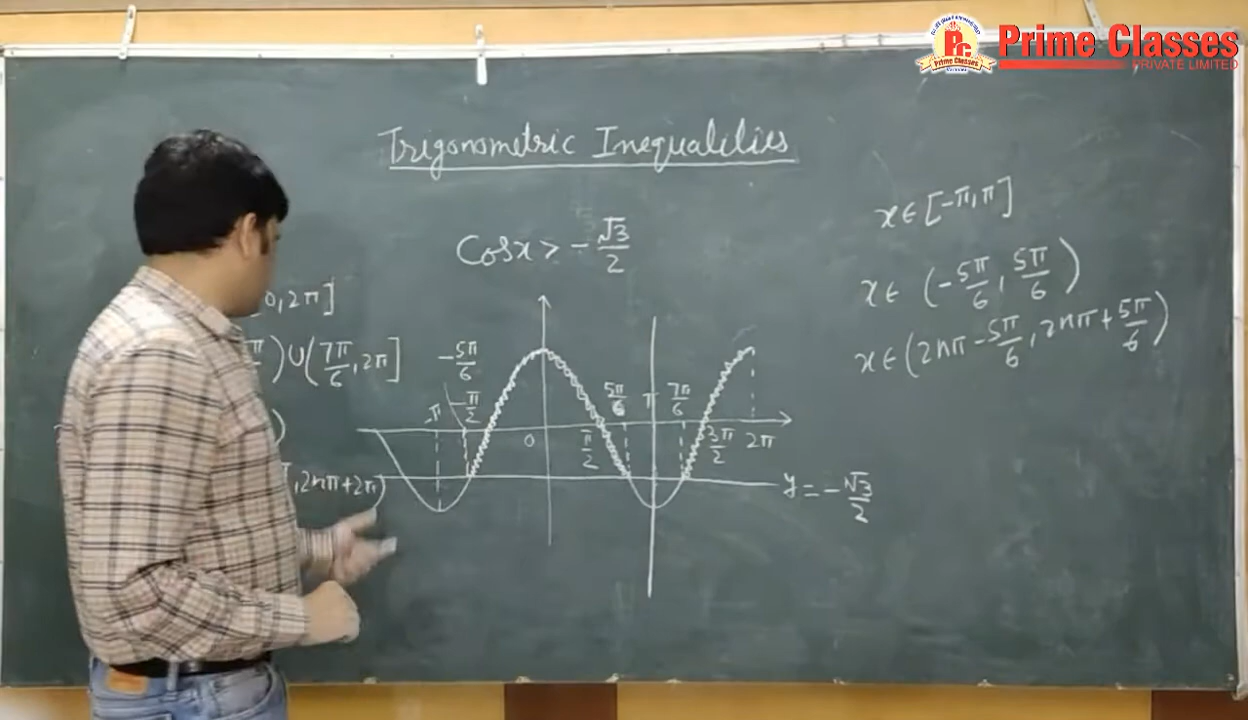 Prime Classes
PRIVATE LIMITED
Trigonometric Inequalities
Cosx > -√3/2
0, 2π]
) ∪ (7π/6, 2π]
)
, 2nπ+2π)
-5π/6
-π
-π/2
0
π/2
5π/6
π
7π/6
3π/2
2π
y = -√3/2
x ∈ [-π, π]
x ∈ (-5π/6, 5π/6)
x ∈ (2nπ - 5π/6, 2nπ + 5π/6)